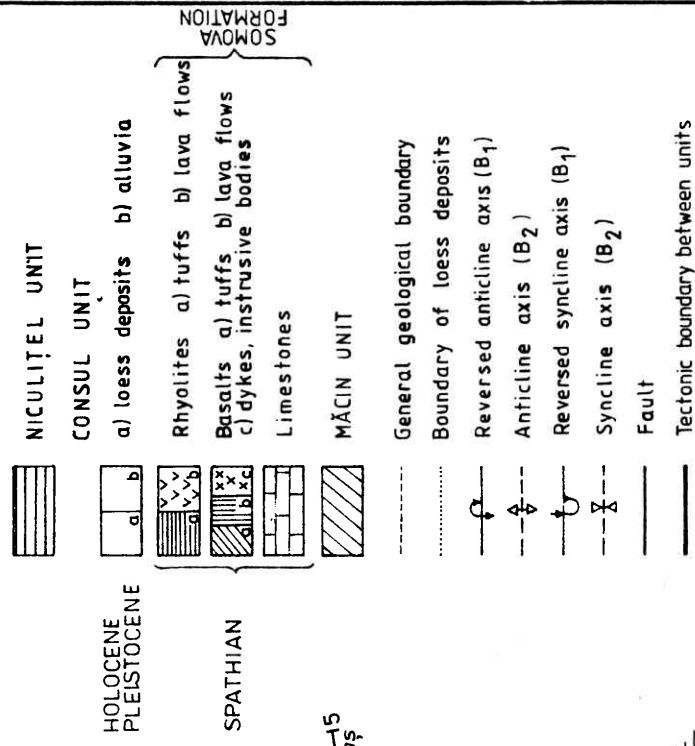 NICULIȚEL UNIT
CONSUL UNIT
HOLOCENE
PLEISTOCENE
a b
a) loess deposits b) alluvia
SPATHIAN
a b
Rhyolites a) tuffs b) lava flows
a b c
Basalts a) tuffs b) lava flows
c) dykes, instrusive bodies
Limestones
SOMOVA
FORMATION
MĂCIN UNIT
General geological boundary
Boundary of loess deposits
Reversed anticline axis (B1)
Anticline axis (B2)
Reversed syncline axis (B1)
Syncline axis (B2)
Fault
Tectonic boundary between units